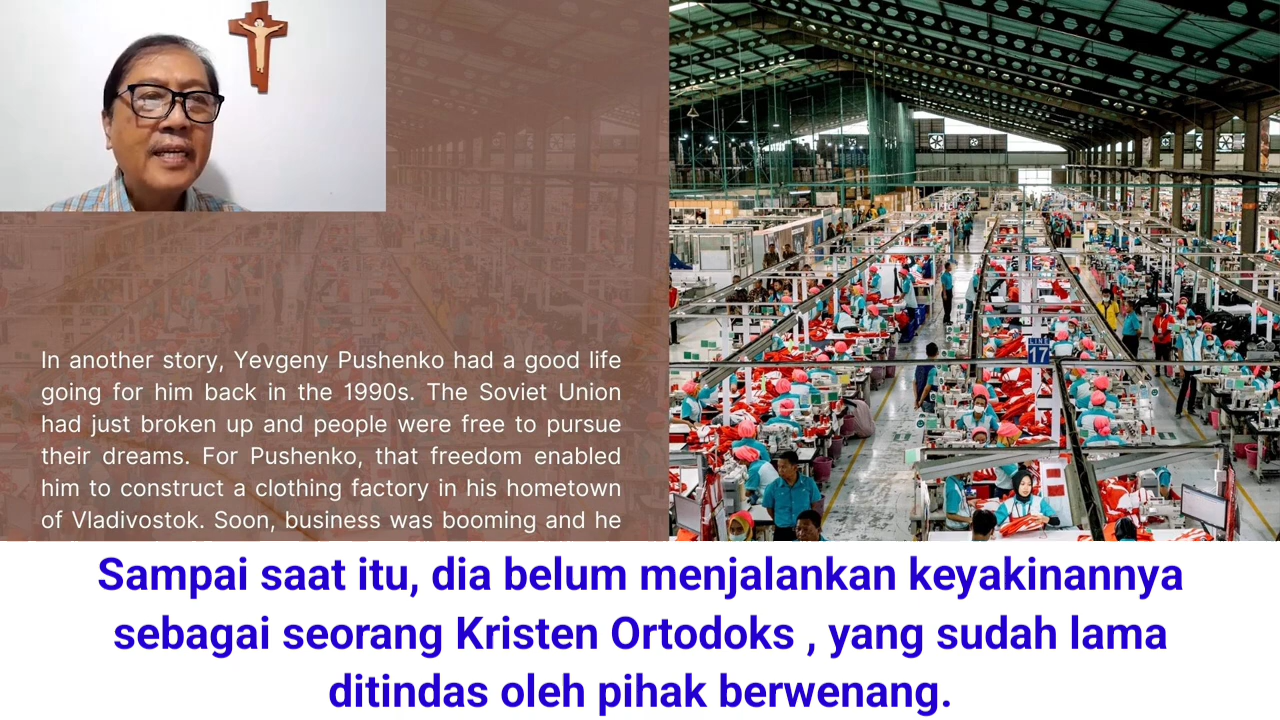 In another story, Yevgeny Pushenko had a good life
going for him back in the 1990s. The Soviet Union
had just broken up and people were free to pursue
their dreams. For Pushenko, that freedom enabled
him to construct a clothing factory in his hometown
of Vladivostok. Soon, business was booming and he
LINE
17
Sampai saat itu, dia belum menjalankan keyakinannya
sebagai seorang Kristen Ortodoks , yang sudah lama
ditindas oleh pihak berwenang.